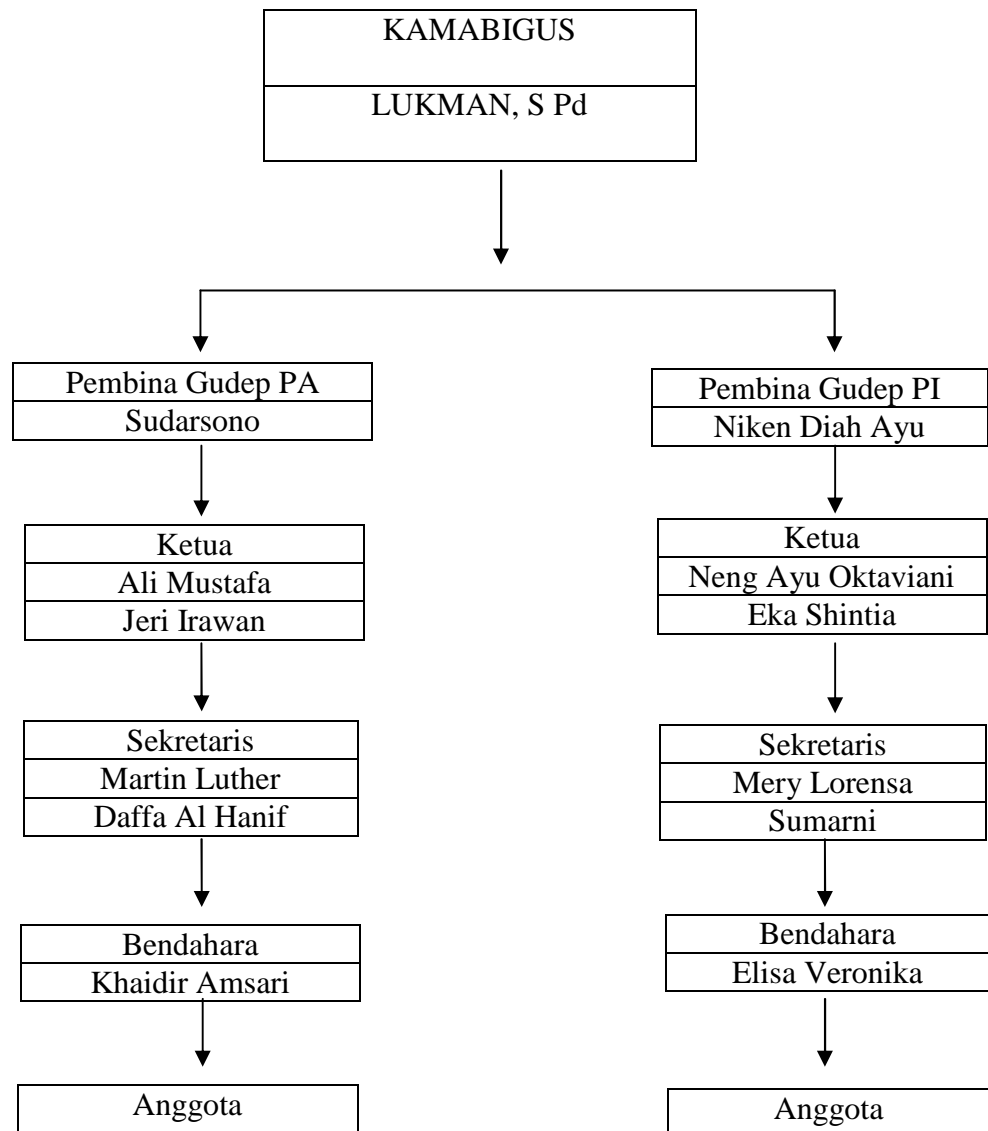 KAMABIGUS
LUKMAN, S Pd
Pembina Gudep PA
Sudarsono
Ketua
Ali Mustafa
Jeri Irawan
Sekretaris
Martin Luther
Daffa Al Hanif
Bendahara
Khaidir Amsari
Anggota
Pembina Gudep PI
Niken Diah Ayu
Ketua
Neng Ayu Oktaviani
Eka Shintia
Sekretaris
Mery Lorensa
Sumarni
Bendahara
Elisa Veronika
Anggota